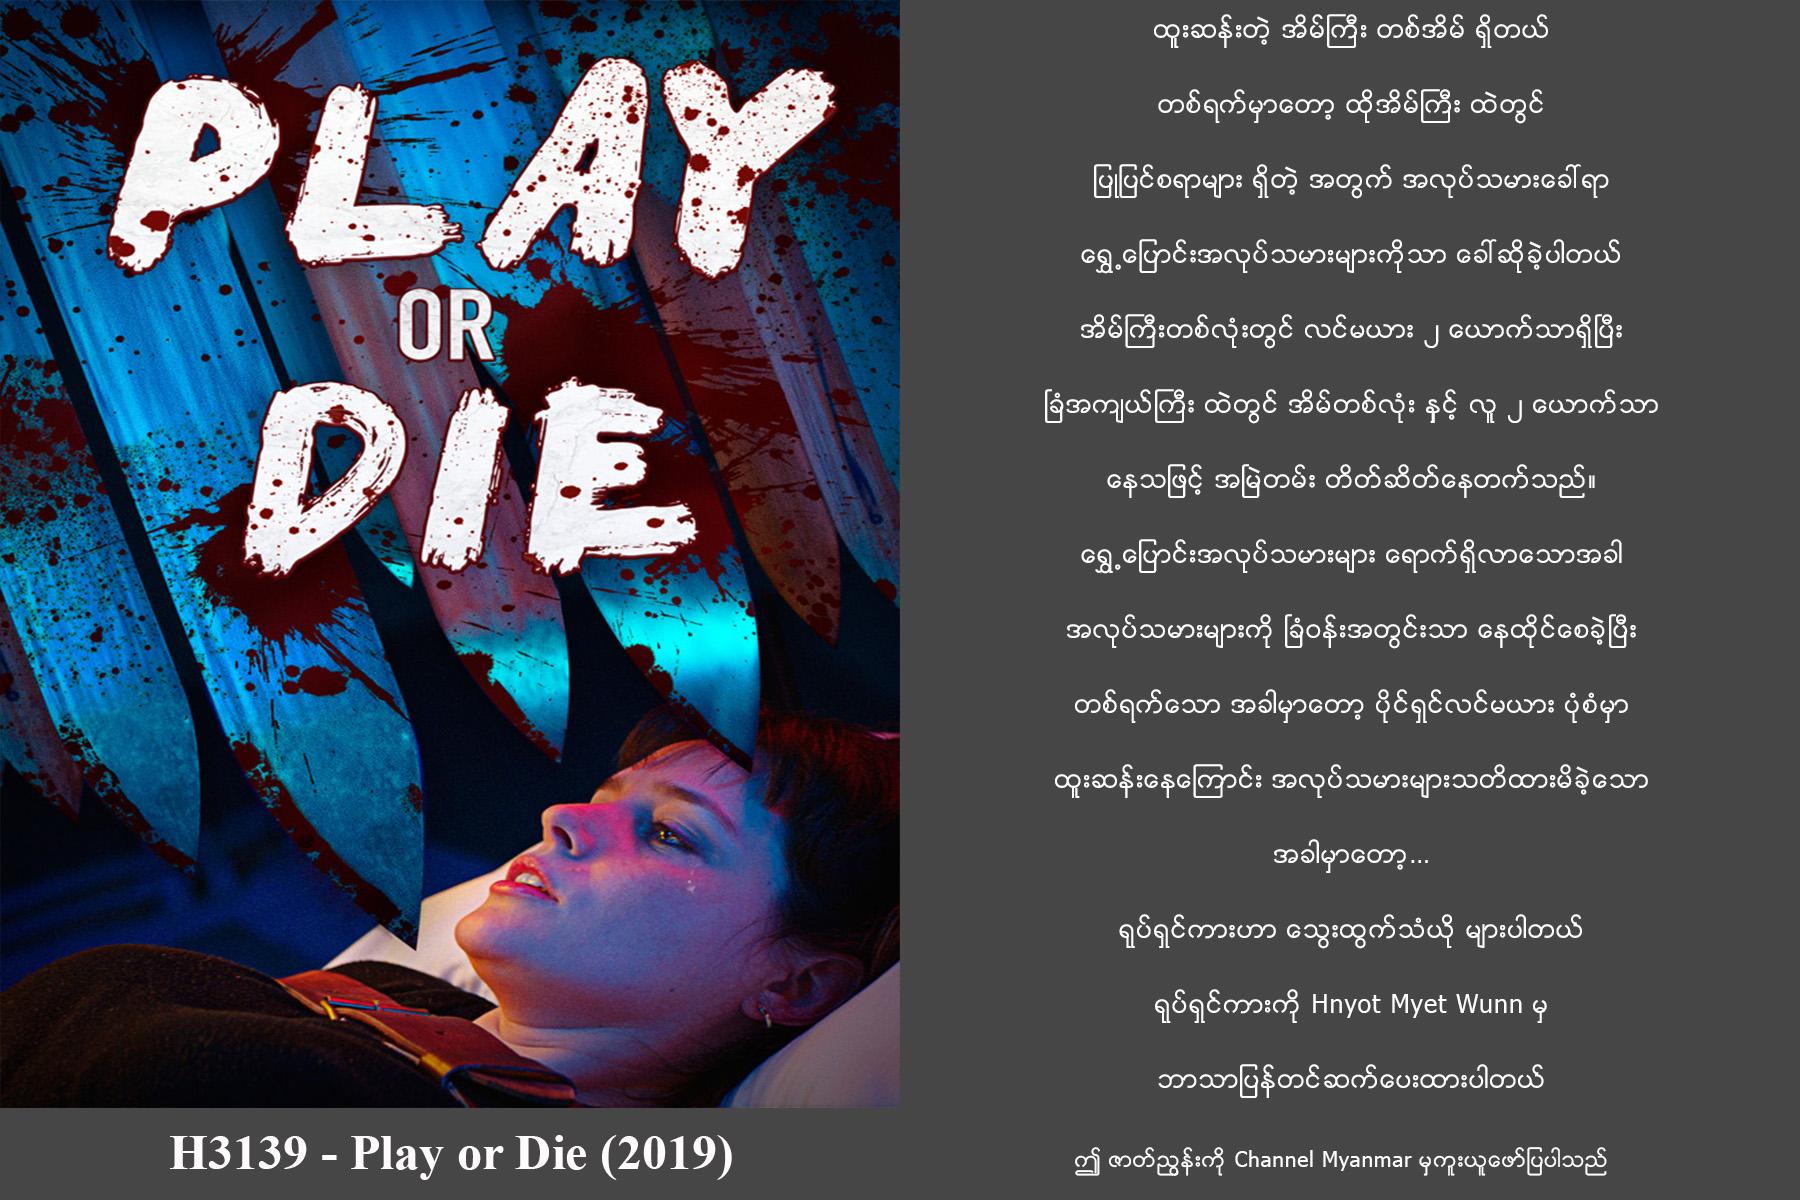 PLAY
OR
DIE
H3139 - Play or Die (2019)
ထူးဆန်းတဲ့ အိမ်ကြီး တစ်အိမ် ရှိတယ်
တစ်ရက်မှာတော့ ထိုအိမ်ကြီး ထဲတွင်
ပြုပြင်စရာများ ရှိတဲ့ အတွက် အလုပ်သမားခေါ်ရာ
ရွှေ့ပြောင်းအလုပ်သမားများကိုသာ ခေါ်ဆိုခဲ့ပါတယ်
အိမ်ကြီးတစ်လုံးတွင် လင်မယား ၂ ယောက်သာရှိပြီး
ခြံအကျယ်ကြီး ထဲတွင် အိမ်တစ်လုံး နှင့် လူ ၂ ယောက်သာ
နေသဖြင့် အမြဲတမ်း တိတ်ဆိတ်နေတက်သည်။
ရွှေ့ပြောင်းအလုပ်သမားများ ရောက်ရှိလာသောအခါ
အလုပ်သမားများကို ခြံဝန်းအတွင်းသာ နေထိုင်စေခဲ့ပြီး
တစ်ရက်သော အခါမှာတော့ ပိုင်ရှင်လင်မယား ပုံစံမှာ
ထူးဆန်းနေကြောင်း အလုပ်သမားများသတိထားမိခဲ့သော
အခါမှာတော့...
ရုပ်ရှင်ကားဟာ သွေးထွက်သံယို များပါတယ်
ရုပ်ရှင်ကားကို Hnyot Myet Wunn မှ
ဘာသာပြန်တင်ဆက်ပေးထားပါတယ်
ဤ ဇာတ်ညွှန်းကို Channel Myanmar မှကူးယူဖော်ပြပါသည်